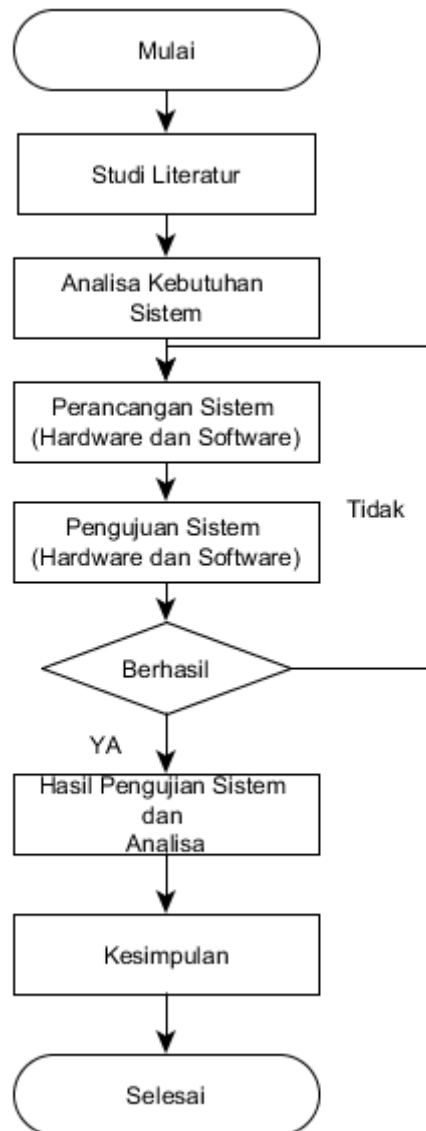 Mulai
Studi Literatur
Analisa Kebutuhan
Sistem
Perancangan Sistem
(Hardware dan Software)
Pengujuan Sistem
(Hardware dan Software)
Tidak
Berhasil
YA
Hasil Pengujian Sistem
dan
Analisa
Kesimpulan
Selesai